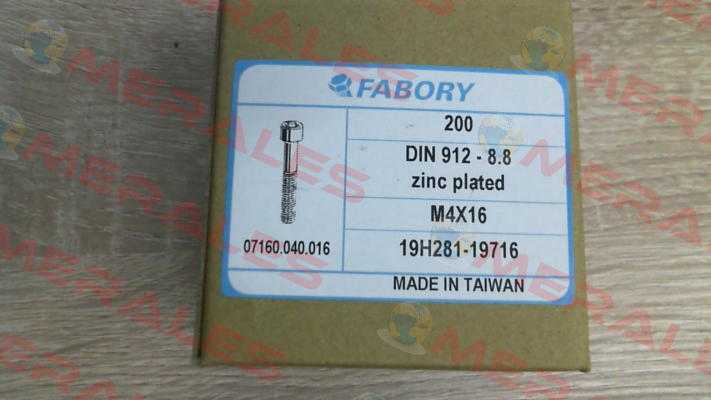 FABORY
200
DIN 912 - 8.8
zinc plated
M4X16
07160.040.016
19H281-19716
MADE IN TAIWAN
MERALES
MERALES
MERALES
MERALES
MERALES